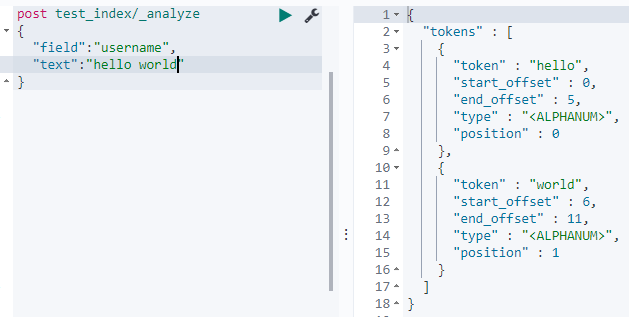 post test_index/_analyze
{
  "field":"username",
  "text":"hello world"
}
1 {
2   "tokens" : [
3     {
4       "token" : "hello",
5       "start_offset" : 0,
6       "end_offset" : 5,
7       "type" : "<ALPHANUM>",
8       "position" : 0
9     },
10     {
11       "token" : "world",
12       "start_offset" : 6,
13       "end_offset" : 11,
14       "type" : "<ALPHANUM>",
15       "position" : 1
16     }
17   ]
18 }